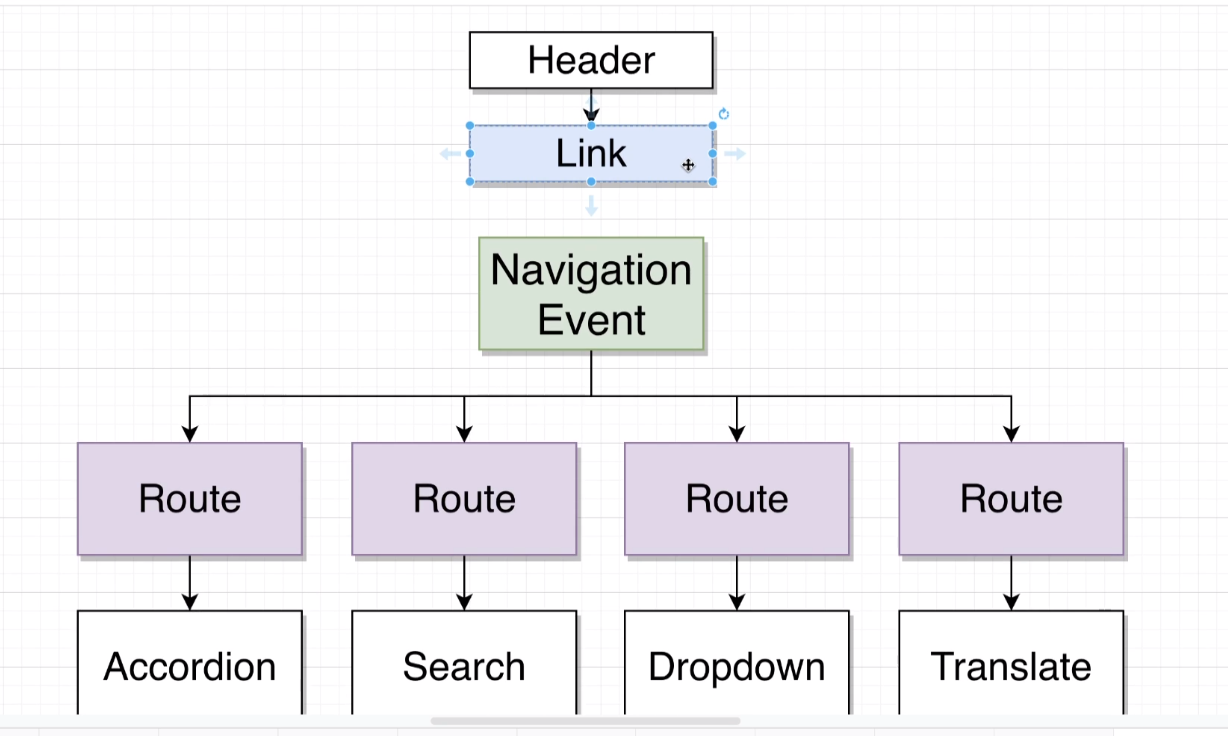 Header
Link
Navigation
Event
Route
Route
Route
Route
Accordion
Search
Dropdown
Translate